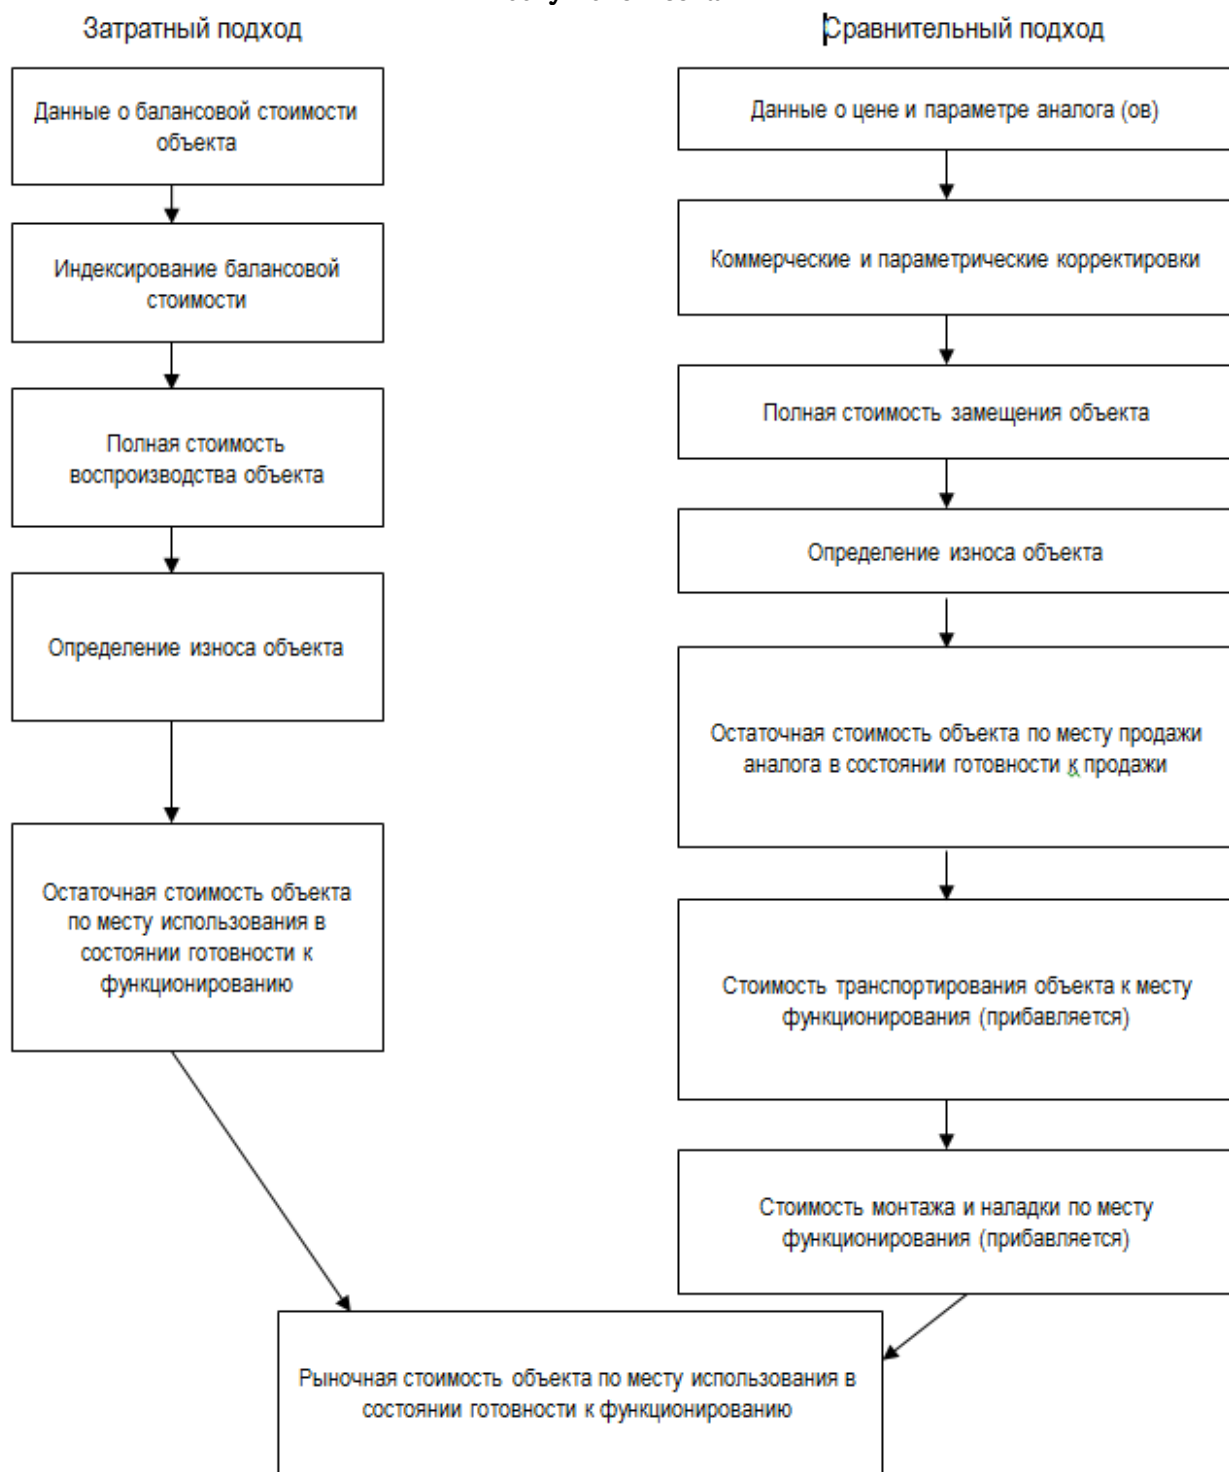 Затратный подход
Данные о балансовой стоимости
объекта
Индексирование балансовой
стоимости
Полная стоимость
воспроизводства объекта
Определение износа объекта
Остаточная стоимость объекта
по месту использования в
состоянии готовности к
функционированию
Сравнительный подход
Данные о цене и параметре аналога (ов)
Коммерческие и параметрические корректировки
Полная стоимость замещения объекта
Определение износа объекта
Остаточная стоимость объекта по месту продажи
аналога в состоянии готовности к продажи
Стоимость транспортирования объекта к месту
функционирования (прибавляется)
Стоимость монтажа и наладки по месту
функционирования (прибавляется)
Рыночная стоимость объекта по месту использования в
состоянии готовности к функционированию